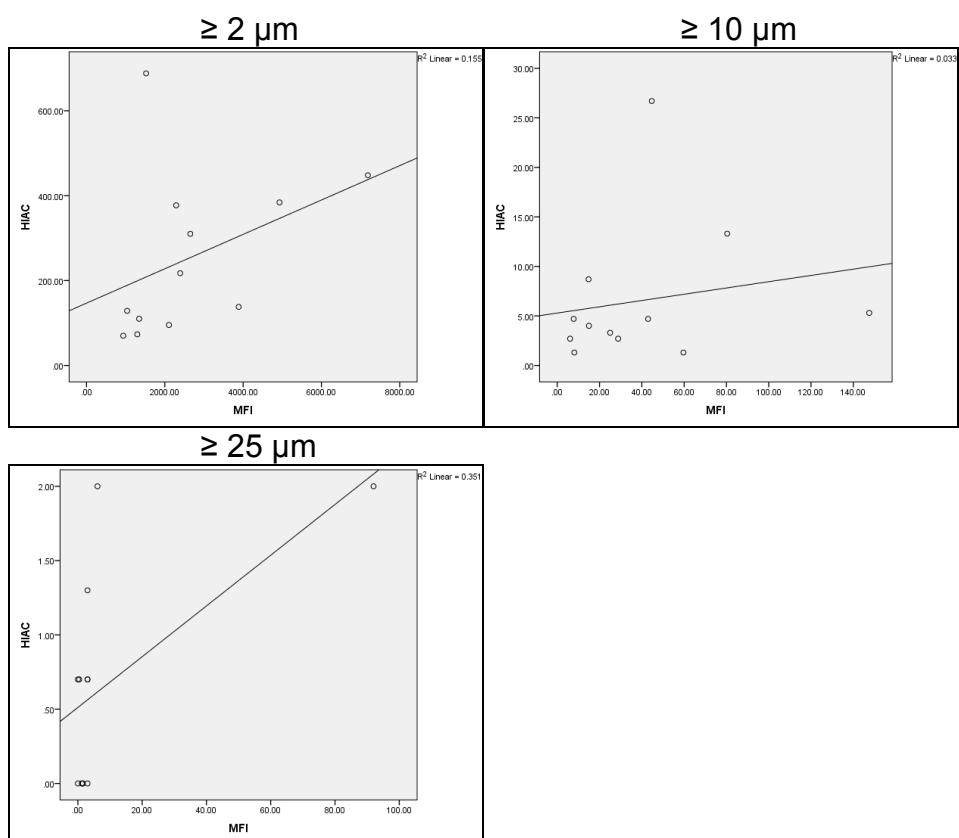 ≥ 2 µm
R² Linear = 0.155
600.00
400.00
200.00
.00
HIAC
.00 2000.00 4000.00 6000.00 8000.00
MFI
≥ 10 µm
R² Linear = 0.033
30.00
25.00
20.00
15.00
10.00
5.00
.00
HIAC
.00 20.00 40.00 60.00 80.00 100.00 120.00 140.00
MFI
≥ 25 µm
R² Linear = 0.351
2.00
1.50
1.00
.50
.00
HIAC
.00 20.00 40.00 60.00 80.00 100.00
MFI